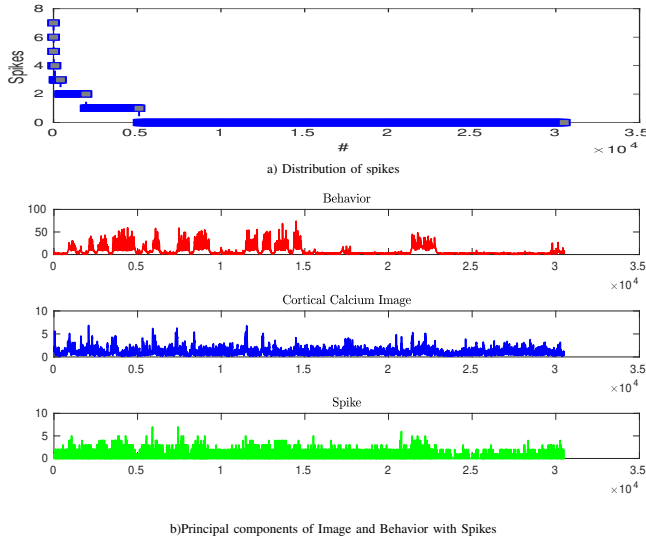 8
6
4
2
0
Spikes
0 0.5 1 1.5 2 2.5 3 3.5
#
× 10 4
a) Distribution of spikes
Behavior
100
50
0
0 0.5 1 1.5 2 2.5 3 3.5
×10 4
Cortical Calcium Image
10
5
0
0 0.5 1 1.5 2 2.5 3 3.5
×10 4
Spike
10
5
0
0 0.5 1 1.5 2 2.5 3 3.5
×10 4
b)Principal components of Image and Behavior with Spikes